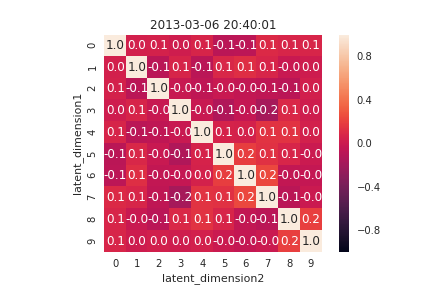 2013-03-06 20:40:01
latent_dimension1
0 1.0 0.0 0.1 0.0 0.1 -0.1 -0.1 0.1 0.1 0.1
1 0.0 1.0 -0.1 0.1 -0.1 0.1 0.1 0.1 -0.0 0.0
2 0.1 -0.1 1.0 -0.0 -0.1 -0.0 -0.0 -0.1 -0.1 0.0
3 0.0 0.1 -0.0 1.0 -0.0 -0.1 -0.0 -0.2 0.1 0.0
4 0.1 -0.1 -0.1 -0.0 1.0 0.1 0.0 0.1 0.1 0.0
5 -0.1 0.1 -0.0 -0.1 0.1 1.0 0.2 0.1 0.1 -0.0
6 -0.1 0.1 -0.0 -0.0 0.0 0.2 1.0 0.2 -0.0 -0.0
7 0.1 0.1 -0.1 -0.2 0.1 0.1 0.2 1.0 -0.1 -0.0
8 0.1 -0.0 -0.1 0.1 0.1 0.1 -0.0 -0.1 1.0 0.2
9 0.1 0.0 0.0 0.0 0.0 -0.0 -0.0 -0.0 0.2 1.0
0 1 2 3 4 5 6 7 8 9
latent_dimension2
0.8
0.4
0.0
-0.4
-0.8